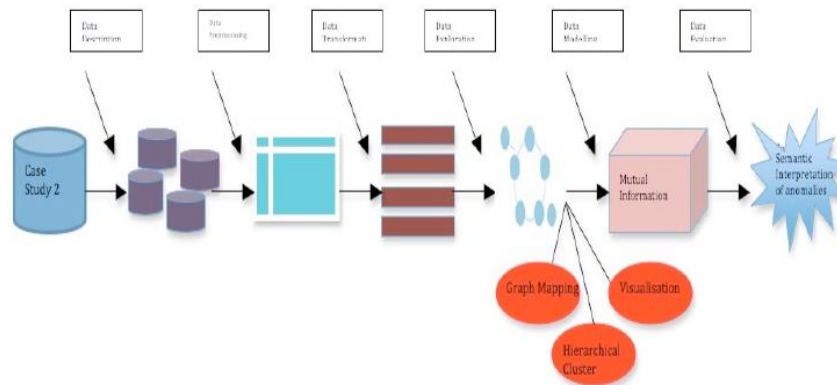 Data
Description
Data
Preprocessing
Data
Transformati
Data
Exploration
Data
Modelling
Data
Evaluation
Case
Study 2
Mutual
Information
Semantic
Interpretation
of anomalies
Graph Mapping
Visualisation
Hierarchical
Cluster